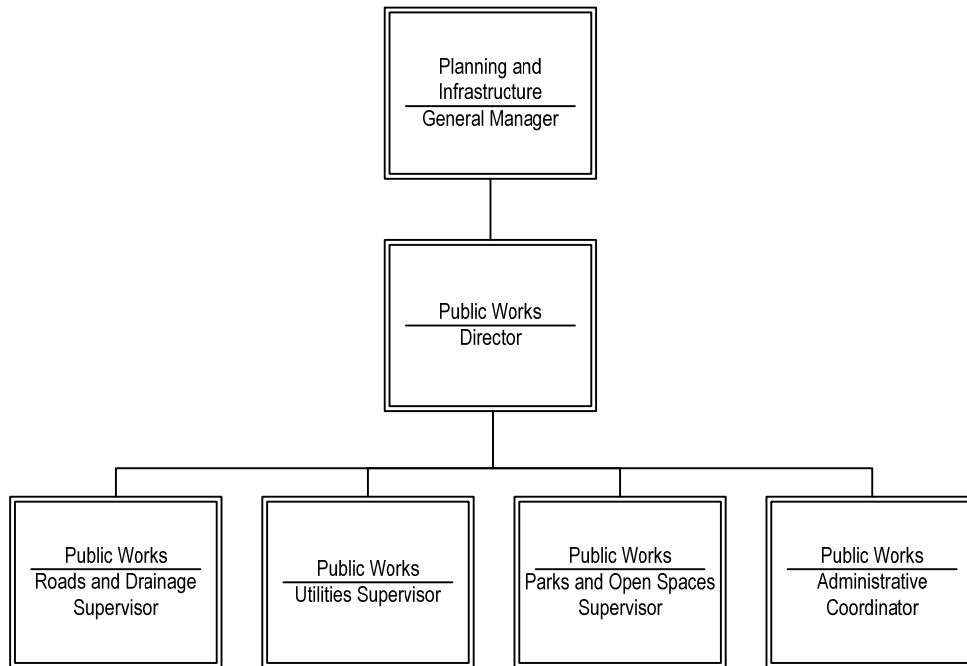 Planning and
Infrastructure
General Manager
Public Works
Director
Public Works
Roads and Drainage
Supervisor
Public Works
Utilities Supervisor
Public Works
Parks and Open Spaces
Supervisor
Public Works
Administrative
Coordinator